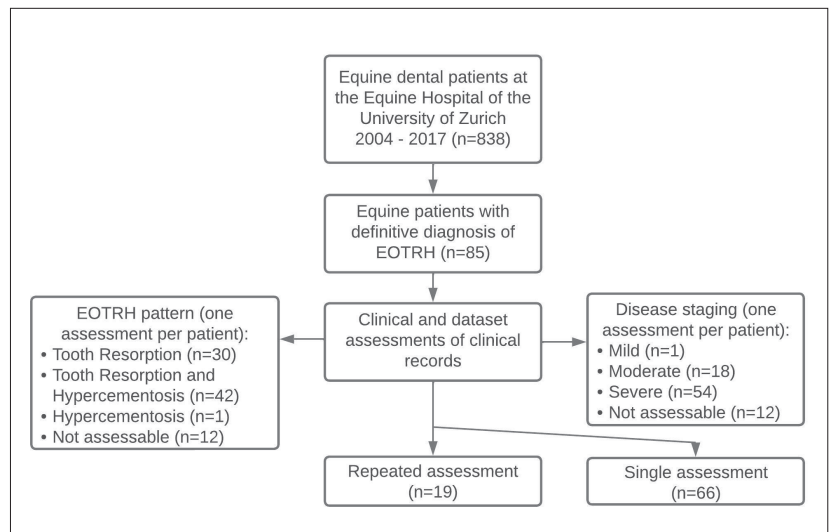 Equine dental patients at
the Equine Hospital of the
University of Zurich
2004 - 2017 (n=838)
Equine patients with
definitive diagnosis of
EOTRH (n=85)
EOTRH pattern (one
assessment per patient):
• Tooth Resorption (n=30)
• Tooth Resorption and
Hypercementosis (n=42)
• Hypercementosis (n=1)
• Not assessable (n=12)
Clinical and dataset
assessments of clinical
records
Disease staging (one
assessment per patient):
• Mild (n=1)
• Moderate (n=18)
• Severe (n=54)
• Not assessable (n=12)
Repeated assessment
(n=19)
Single assessment
(n=66)